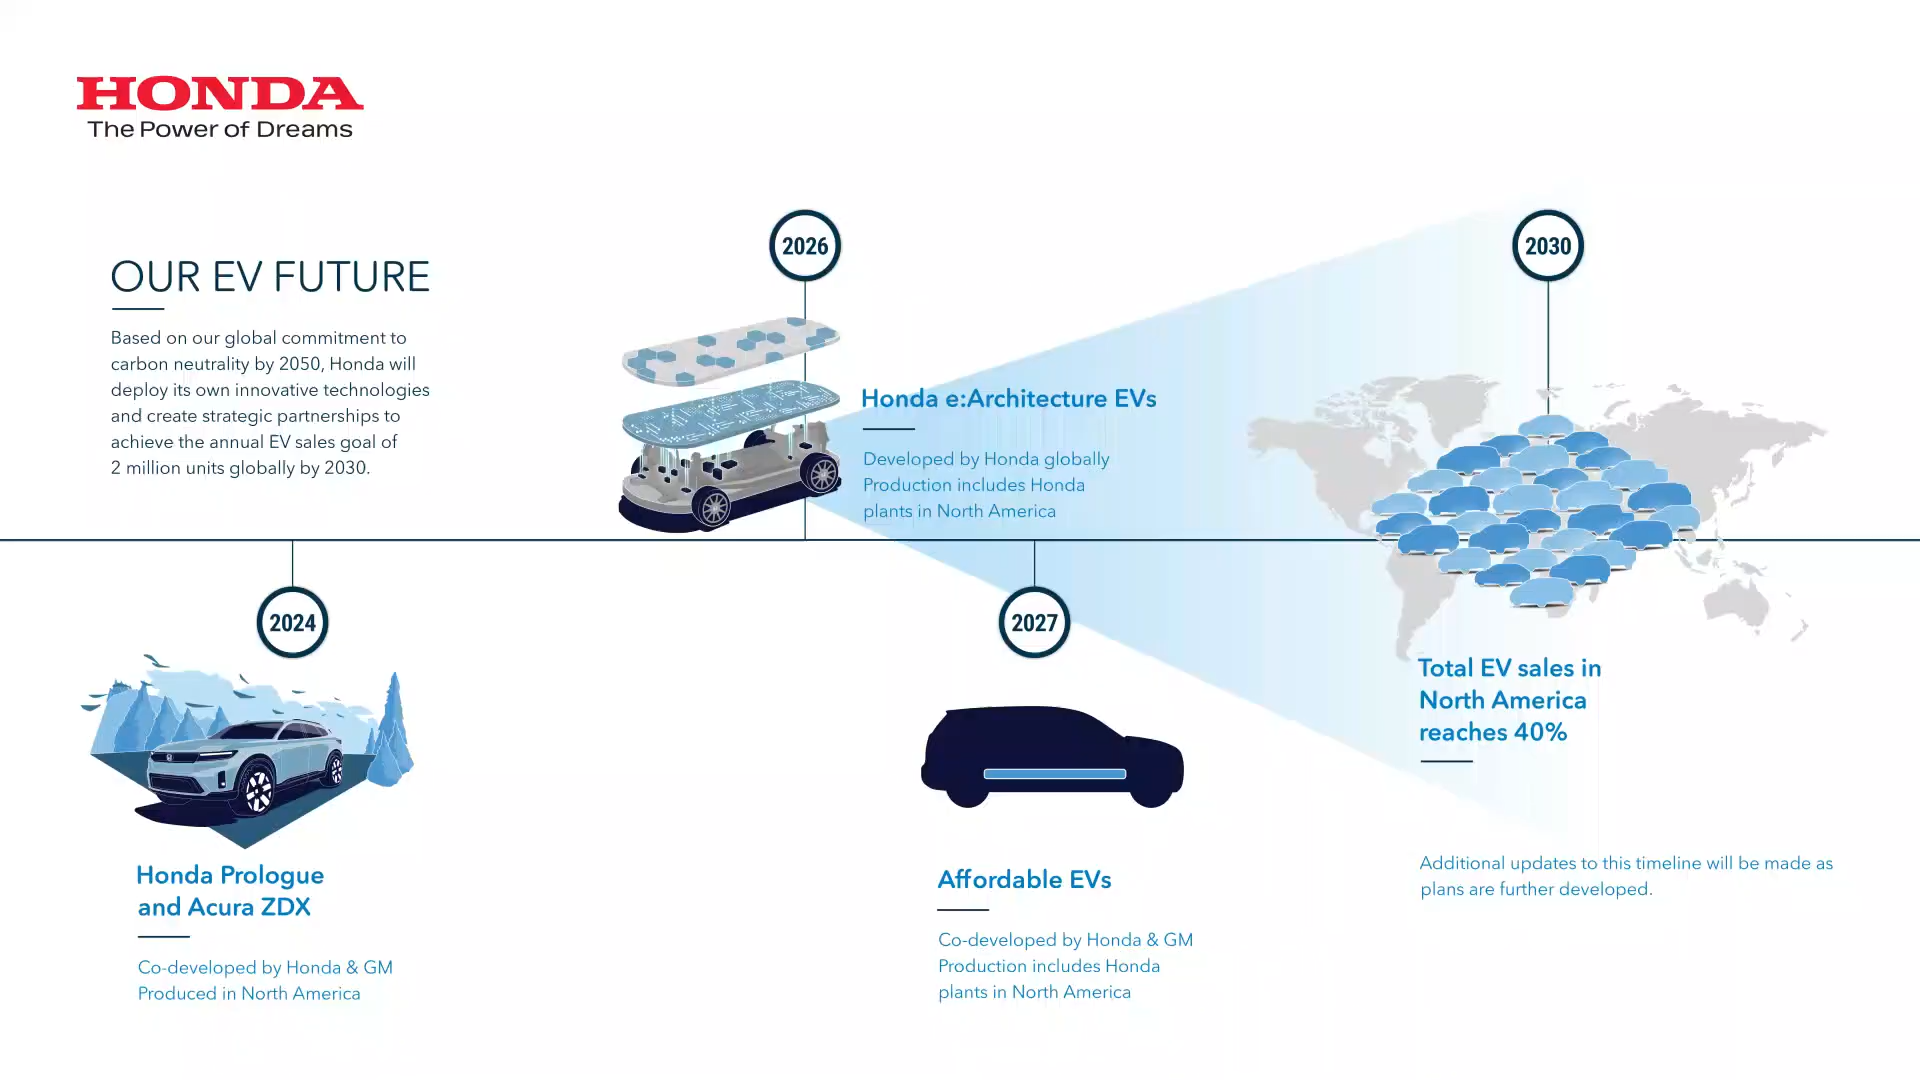 HONDA
The Power of Dreams
OUR EV FUTURE
Based on our global commitment to
carbon neutrality by 2050, Honda will
deploy its own innovative technologies
and create strategic partnerships to
achieve the annual EV sales goal of
2 million units globally by 2030.
2024
Honda Prologue
and Acura ZDX
Co-developed by Honda & GM
Produced in North America
2026
Honda e:Architecture EVs
Developed by Honda globally
Production includes Honda
plants in North America
2027
Affordable EVs
Co-developed by Honda & GM
Production includes Honda
plants in North America
2030
Total EV sales in
North America
reaches 40%
Additional updates to this timeline will be made as
plans are further developed.